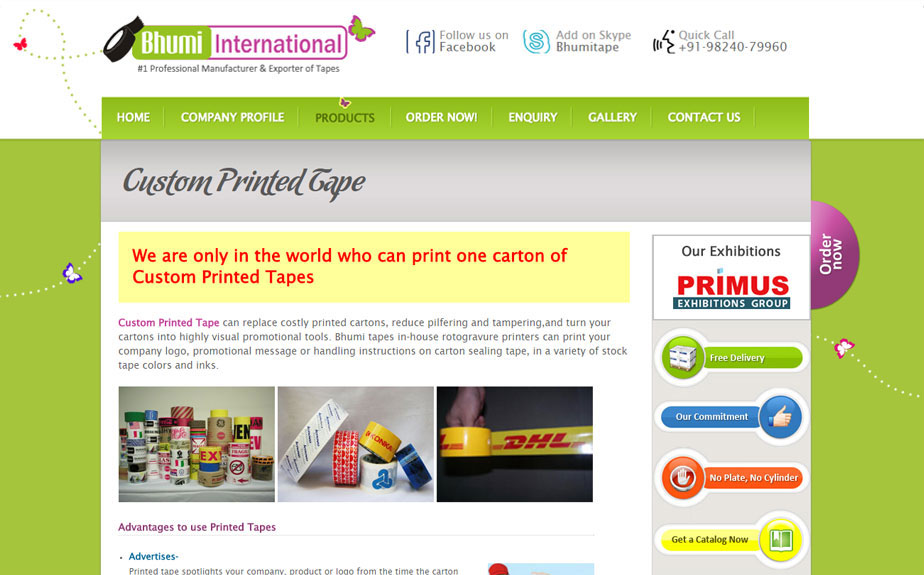 Bhumi International
#1 Professional Manufacturer & Exporter of Tapes
Follow us on
Facebook
Add on Skype
Bhumitape
Quick Call
+91-98240-79960
HOME
COMPANY PROFILE
PRODUCTS
ORDER NOW!
ENQUIRY
GALLERY
CONTACT US
Custom Printed Tape
We are only in the world who can print one carton of
Custom Printed Tapes
Custom Printed Tape can replace costly printed cartons, reduce pilfering and tampering,and turn your
cartons into highly visual promotional tools. Bhumi tapes in-house rotogravure printers can print your
company logo, promotional message or handling instructions on carton sealing tape, in a variety of stock
tape colors and inks.
DHL
Advantages to use Printed Tapes
Advertises-
Printed tape spotlights your company, product or logo from the time the carton
Our Exhibitions
PRIMUS
EXHIBITIONS GROUP
Order
now
Free Delivery
Our Commitment
No Plate, No Cylinder
Get a Catalog Now